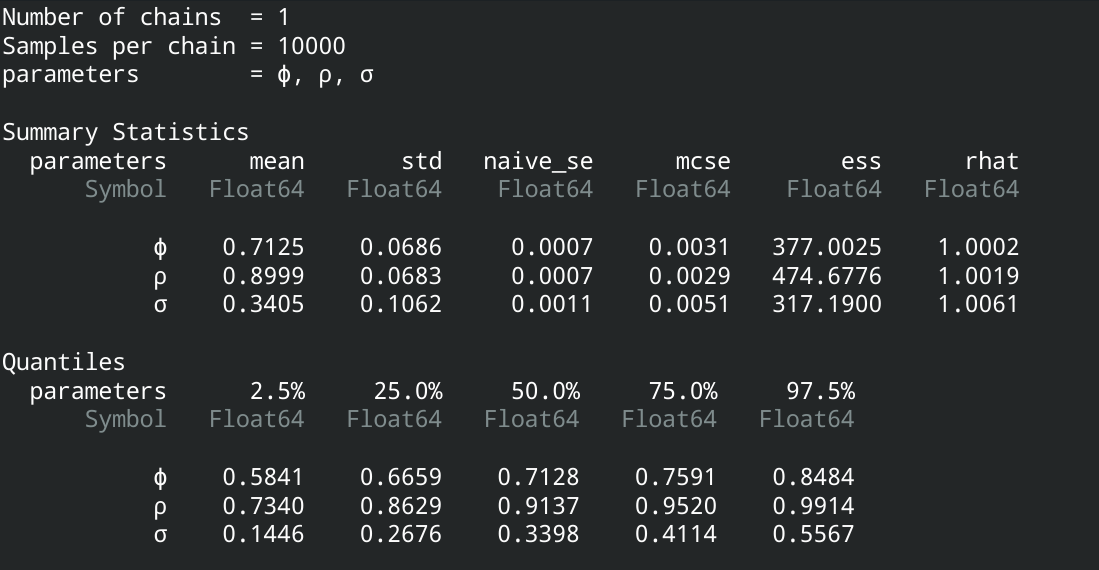 Number of chains  = 1
Samples per chain = 10000
parameters        = ϕ, ρ, σ
Summary Statistics
  parameters      mean       std   naive_se      mcse        ess      rhat
      Symbol   Float64   Float64    Float64   Float64    Float64   Float64
           ϕ    0.7125    0.0686     0.0007    0.0031   377.0025    1.0002
           ρ    0.8999    0.0683     0.0007    0.0029   474.6776    1.0019
           σ    0.3405    0.1062     0.0011    0.0051   317.1900    1.0061
Quantiles
  parameters      2.5%     25.0%     50.0%     75.0%     97.5%
      Symbol   Float64   Float64   Float64   Float64   Float64
           ϕ    0.5841    0.6659    0.7128    0.7591    0.8484
           ρ    0.7340    0.8629    0.9137    0.9520    0.9914
           σ    0.1446    0.2676    0.3398    0.4114    0.5567